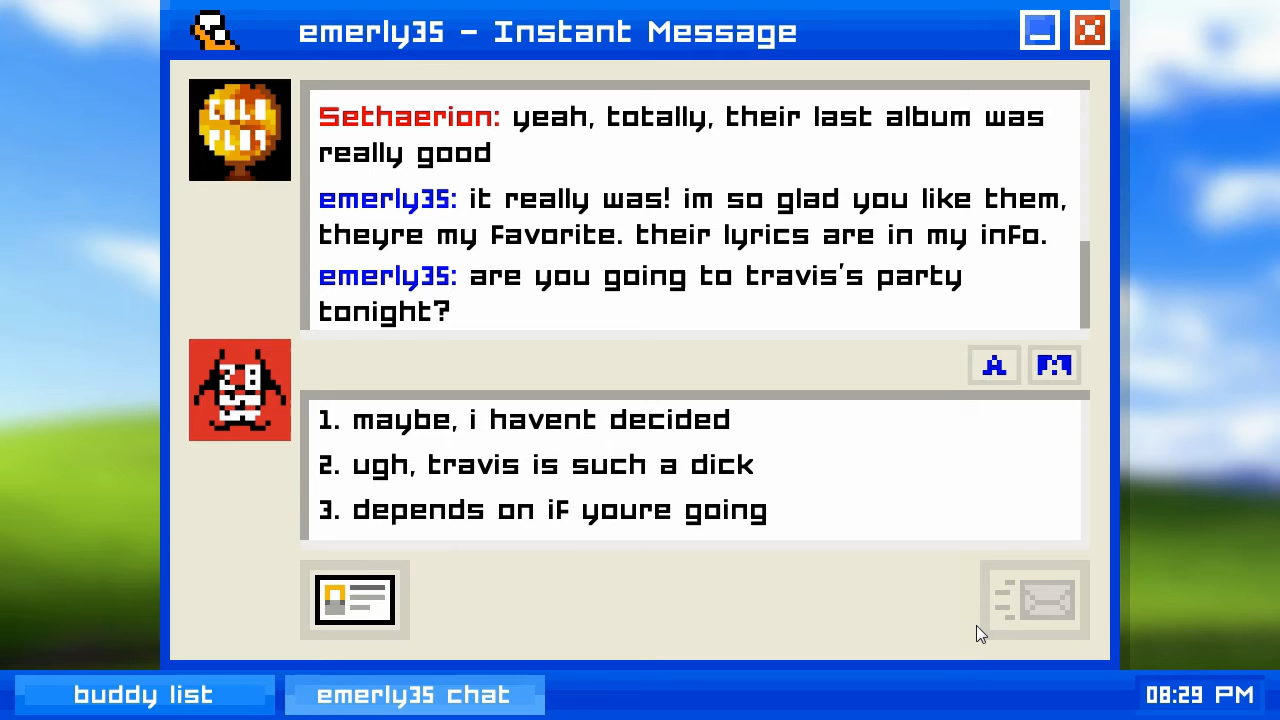 emerly35 - Instant Message
COLD
PLAY
Sethaerion: yeah, totally, their last album was
really good
emerly35: it really was! im so glad you like them,
theyre my favorite. their lyrics are in my info.
emerly35: are you going to travis's party
tonight?
A
1. maybe, i havent decided
2. ugh, travis is such a dick
3. depends on if youre going
buddy list
emerly35 chat
08:29 PM